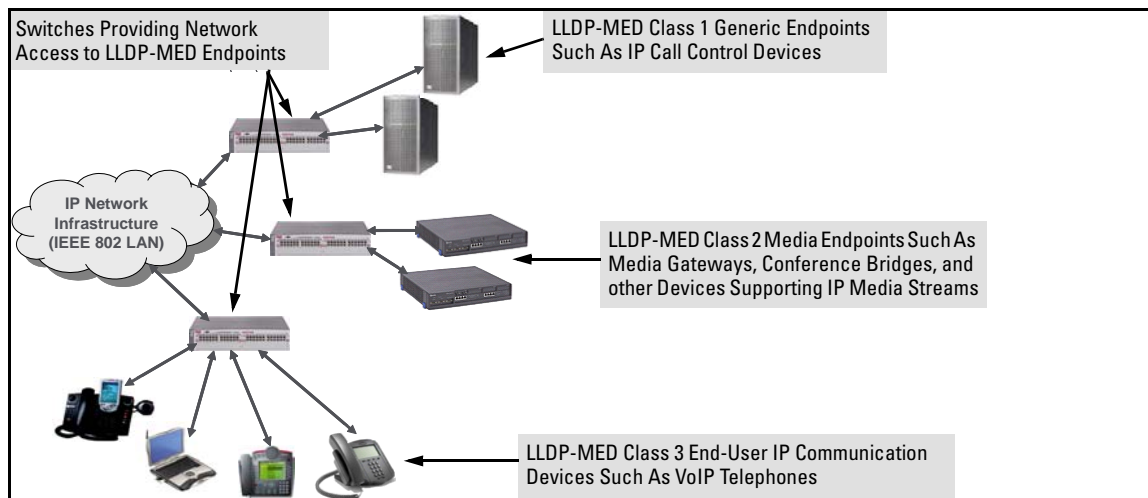 Switches Providing Network
Access to LLDP-MED Endpoints
LLDP-MED Class 1 Generic Endpoints
Such As IP Call Control Devices
IP Network
Infrastructure
(IEEE 802 LAN)
LLDP-MED Class 2 Media Endpoints Such As
Media Gateways, Conference Bridges, and
other Devices Supporting IP Media Streams
LLDP-MED Class 3 End-User IP Communication
Devices Such As VoIP Telephones